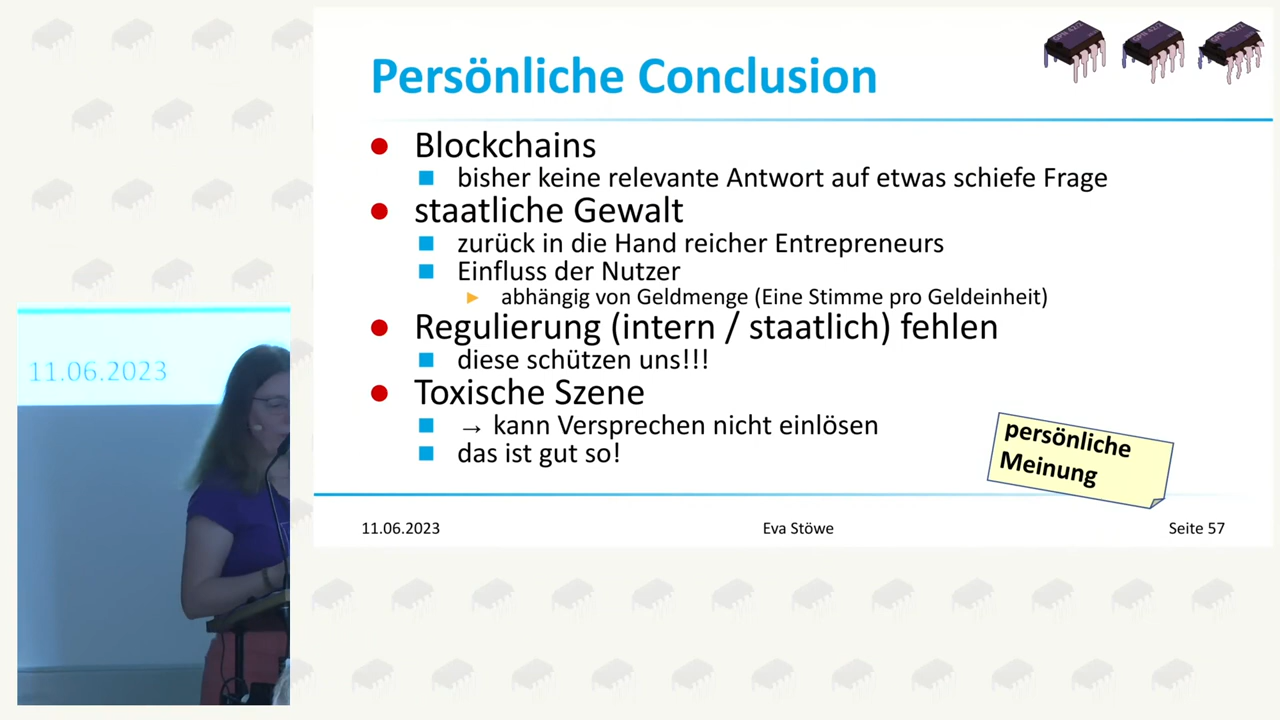 Persönliche Conclusion
Blockchains
bisher keine relevante Antwort auf etwas schiefe Frage
staatliche Gewalt
zurück in die Hand reicher Entrepreneurs
Einfluss der Nutzer
► abhängig von Geldmenge (Eine Stimme pro Geldeinheit)
Regulierung (intern / staatlich) fehlen
diese schützen uns!!!
Toxische Szene
→ kann Versprechen nicht einlösen
das ist gut so!
persönliche
Meinung
11.06.2023
Eva Stöwe
Seite 57
11.06.2023